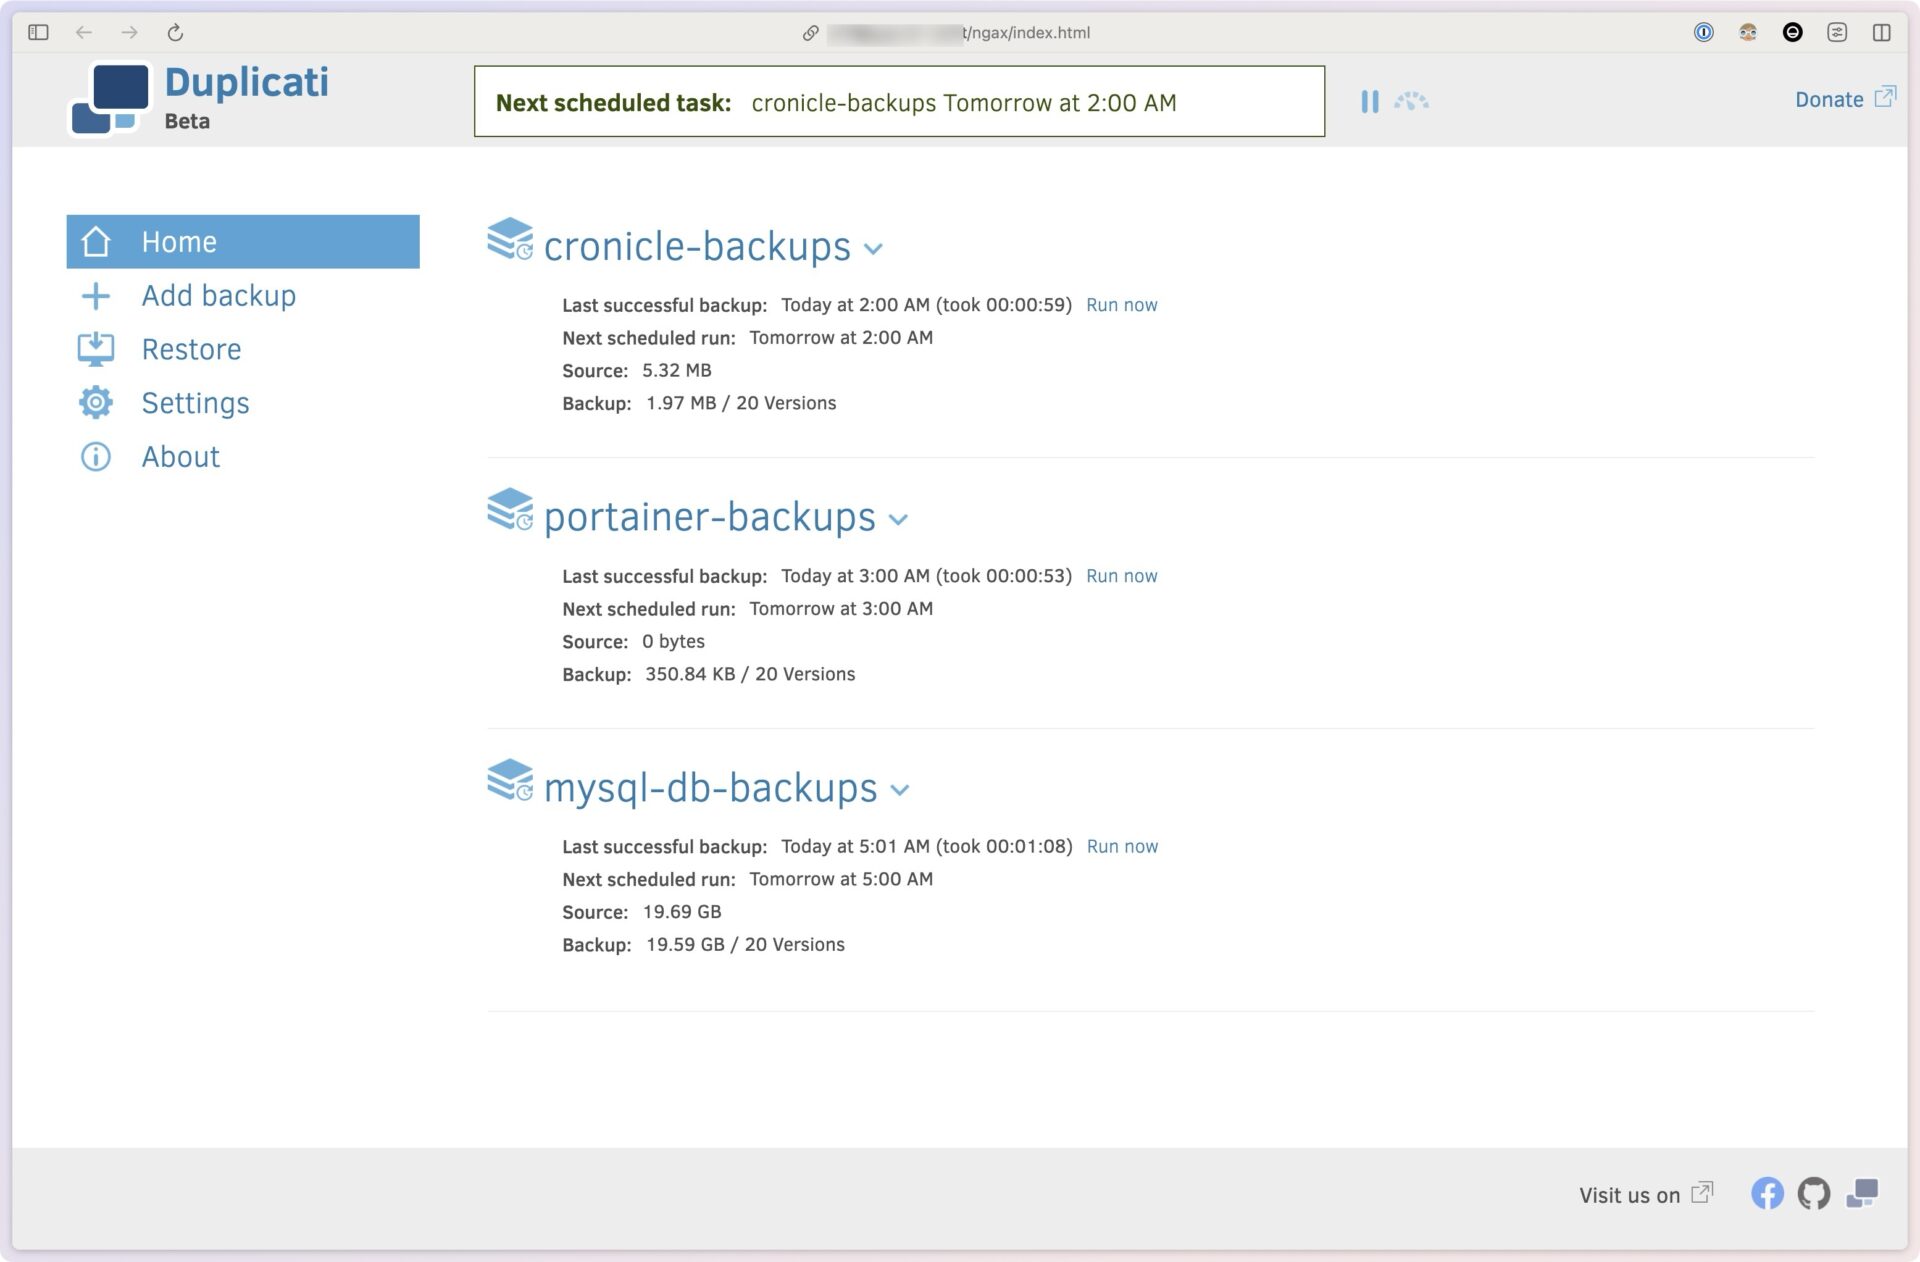 t/ngax/index.html
Duplicati
Beta
Next scheduled task: cronicle-backups Tomorrow at 2:00 AM
Donate
Home
Add backup
Restore
Settings
About
cronicle-backups
Last successful backup: Today at 2:00 AM (took 00:00:59) Run now
Next scheduled run: Tomorrow at 2:00 AM
Source: 5.32 MB
Backup: 1.97 MB / 20 Versions
portainer-backups
Last successful backup: Today at 3:00 AM (took 00:00:53) Run now
Next scheduled run: Tomorrow at 3:00 AM
Source: 0 bytes
Backup: 350.84 KB / 20 Versions
mysql-db-backups
Last successful backup: Today at 5:01 AM (took 00:01:08) Run now
Next scheduled run: Tomorrow at 5:00 AM
Source: 19.69 GB
Backup: 19.59 GB / 20 Versions
Visit us on